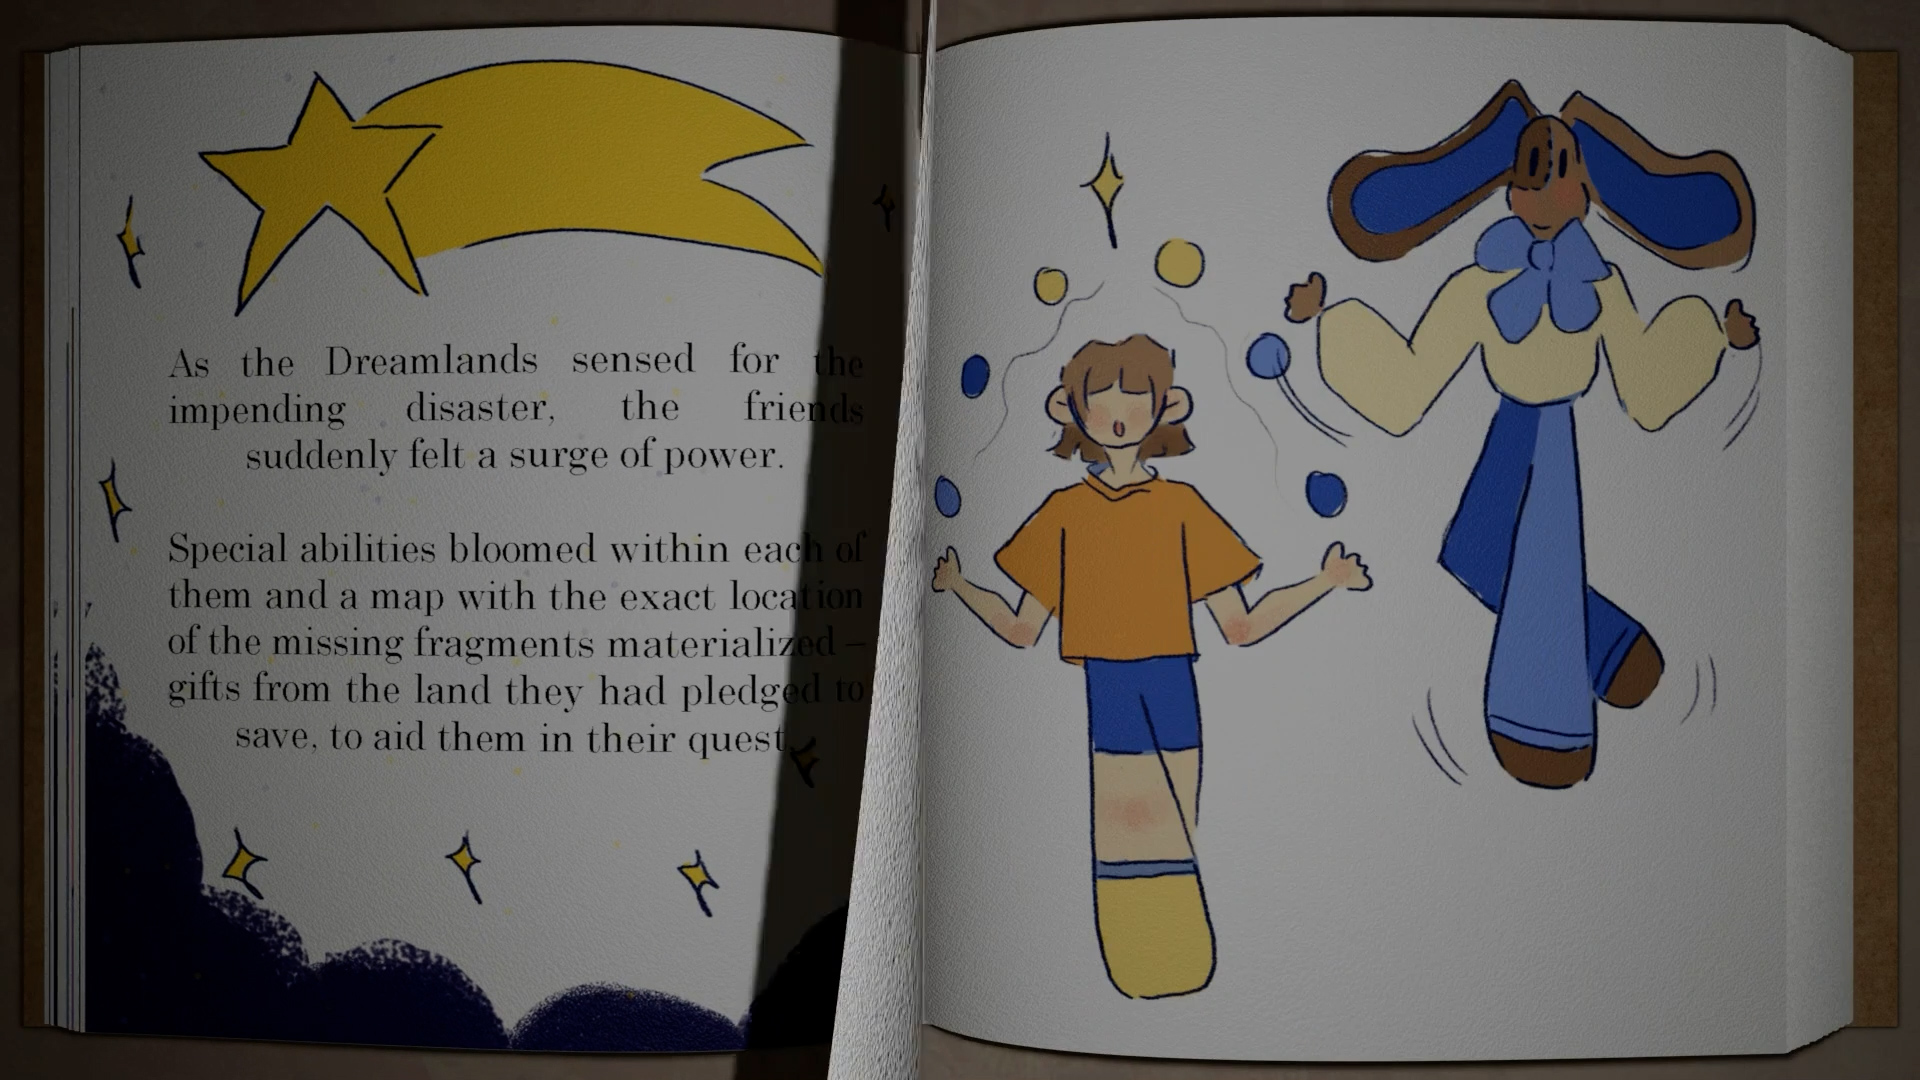 As the Dreamlands sensed for the
impending disaster, the friends
suddenly felt a surge of power.
Special abilities bloomed within each of
them and a map with the exact location
of the missing fragments materialized –
gifts from the land they had pledged to
save, to aid them in their quest.